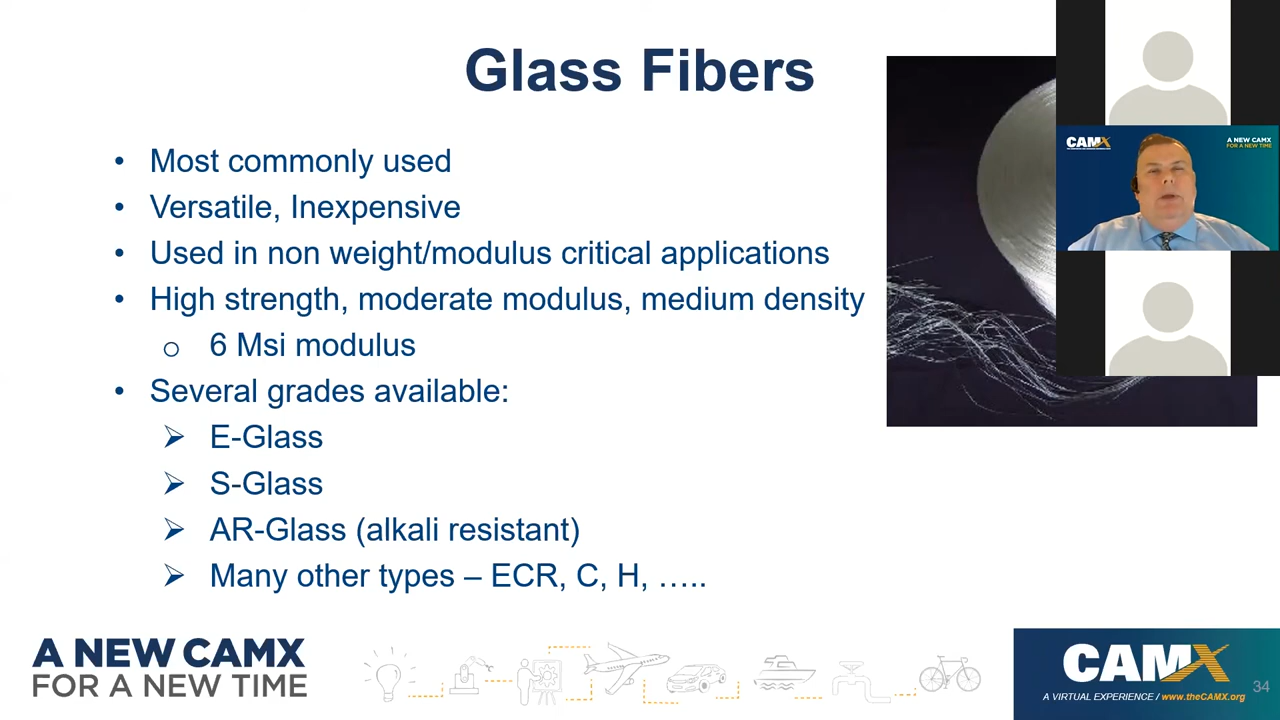 Glass Fibers
• Most commonly used
• Versatile, Inexpensive
• Used in non weight/modulus critical applications
• High strength, moderate modulus, medium density
o 6 Msi modulus
• Several grades available:
➢ E-Glass
➢ S-Glass
➢ AR-Glass (alkali resistant)
➢ Many other types – ECR, C, H, …..
CAMX
A NEW CAMX
FOR A NEW TIME
A NEW CAMX
FOR A NEW TIME
CAMX
A VIRTUAL EXPERIENCE / www.theCAMX.org
34